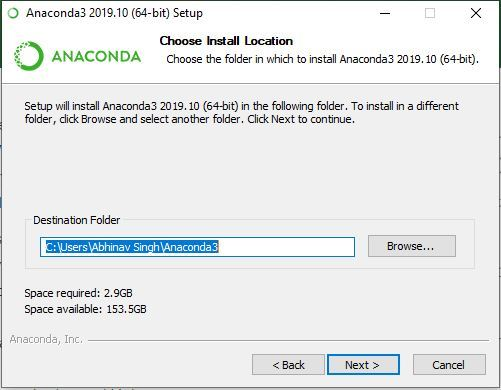 Anaconda3 2019.10 (64-bit) Setup
ANACONDA
Choose Install Location
Choose the folder in which to install Anaconda3 2019.10 (64-bit).
Setup will install Anaconda3 2019.10 (64-bit) in the following folder. To install in a different
folder, click Browse and select another folder. Click Next to continue.
Destination Folder
C:\Users\Abhinav Singh\Anaconda3
Browse...
Space required: 2.9GB
Space available: 153.5GB
Anaconda, Inc.
< Back
Next >
Cancel